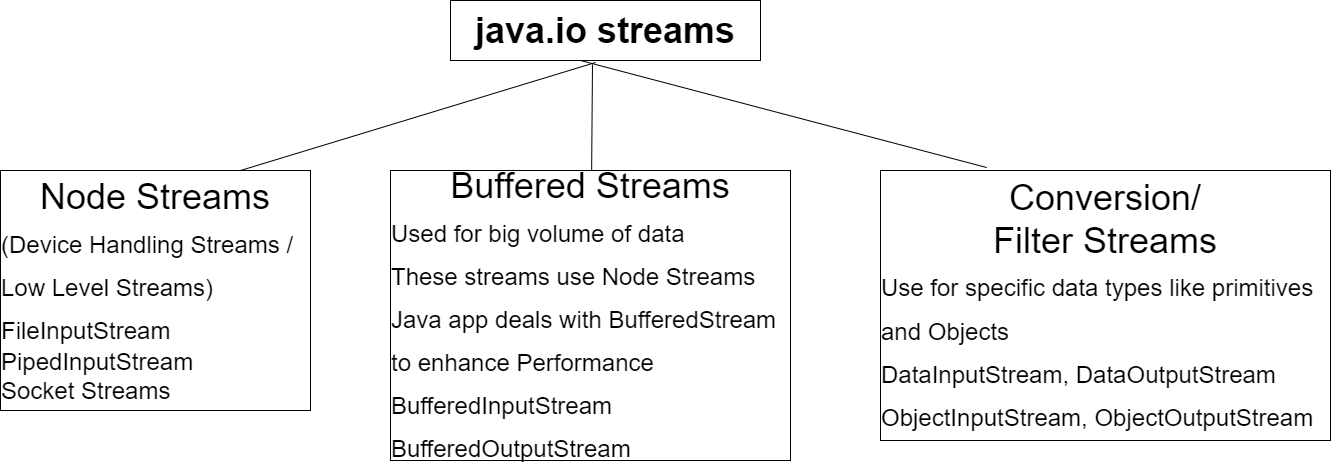 java.io streams
Node Streams
(Device Handling Streams /
Low Level Streams)
FileInputStream
PipedInputStream
Socket Streams
Buffered Streams
Used for big volume of data
These streams use Node Streams
Java app deals with BufferedStream
to enhance Performance
BufferedInputStream
BufferedOutputStream
Conversion/
Filter Streams
Use for specific data types like primitives
and Objects
DataInputStream, DataOutputStream
ObjectInputStream, ObjectOutputStream